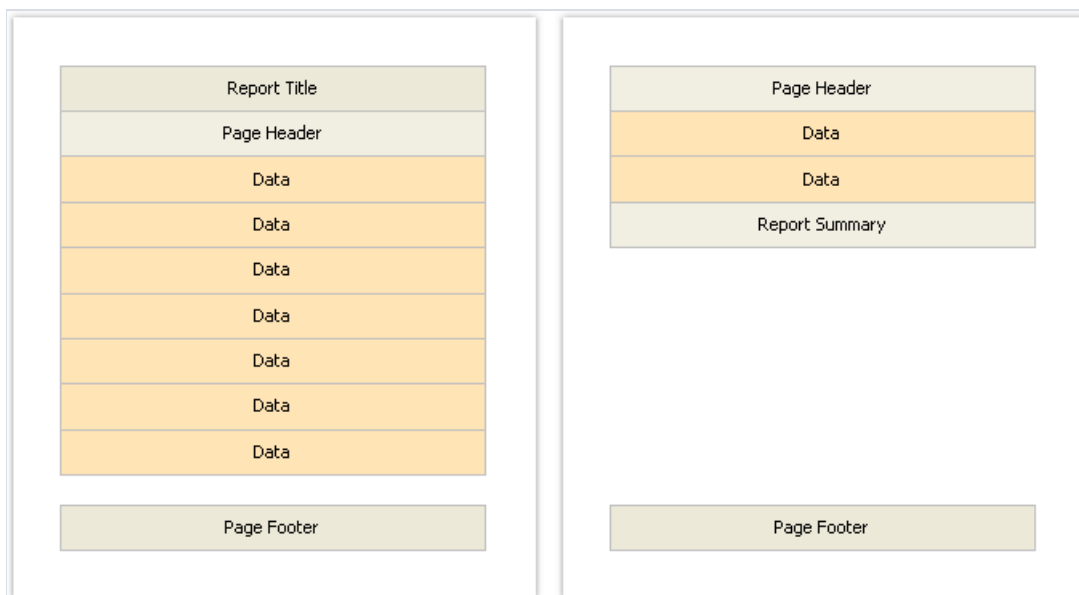 Report Title
Page Header
Data
Data
Data
Data
Data
Data
Data
Page Footer
Page Header
Data
Data
Report Summary
Page Footer